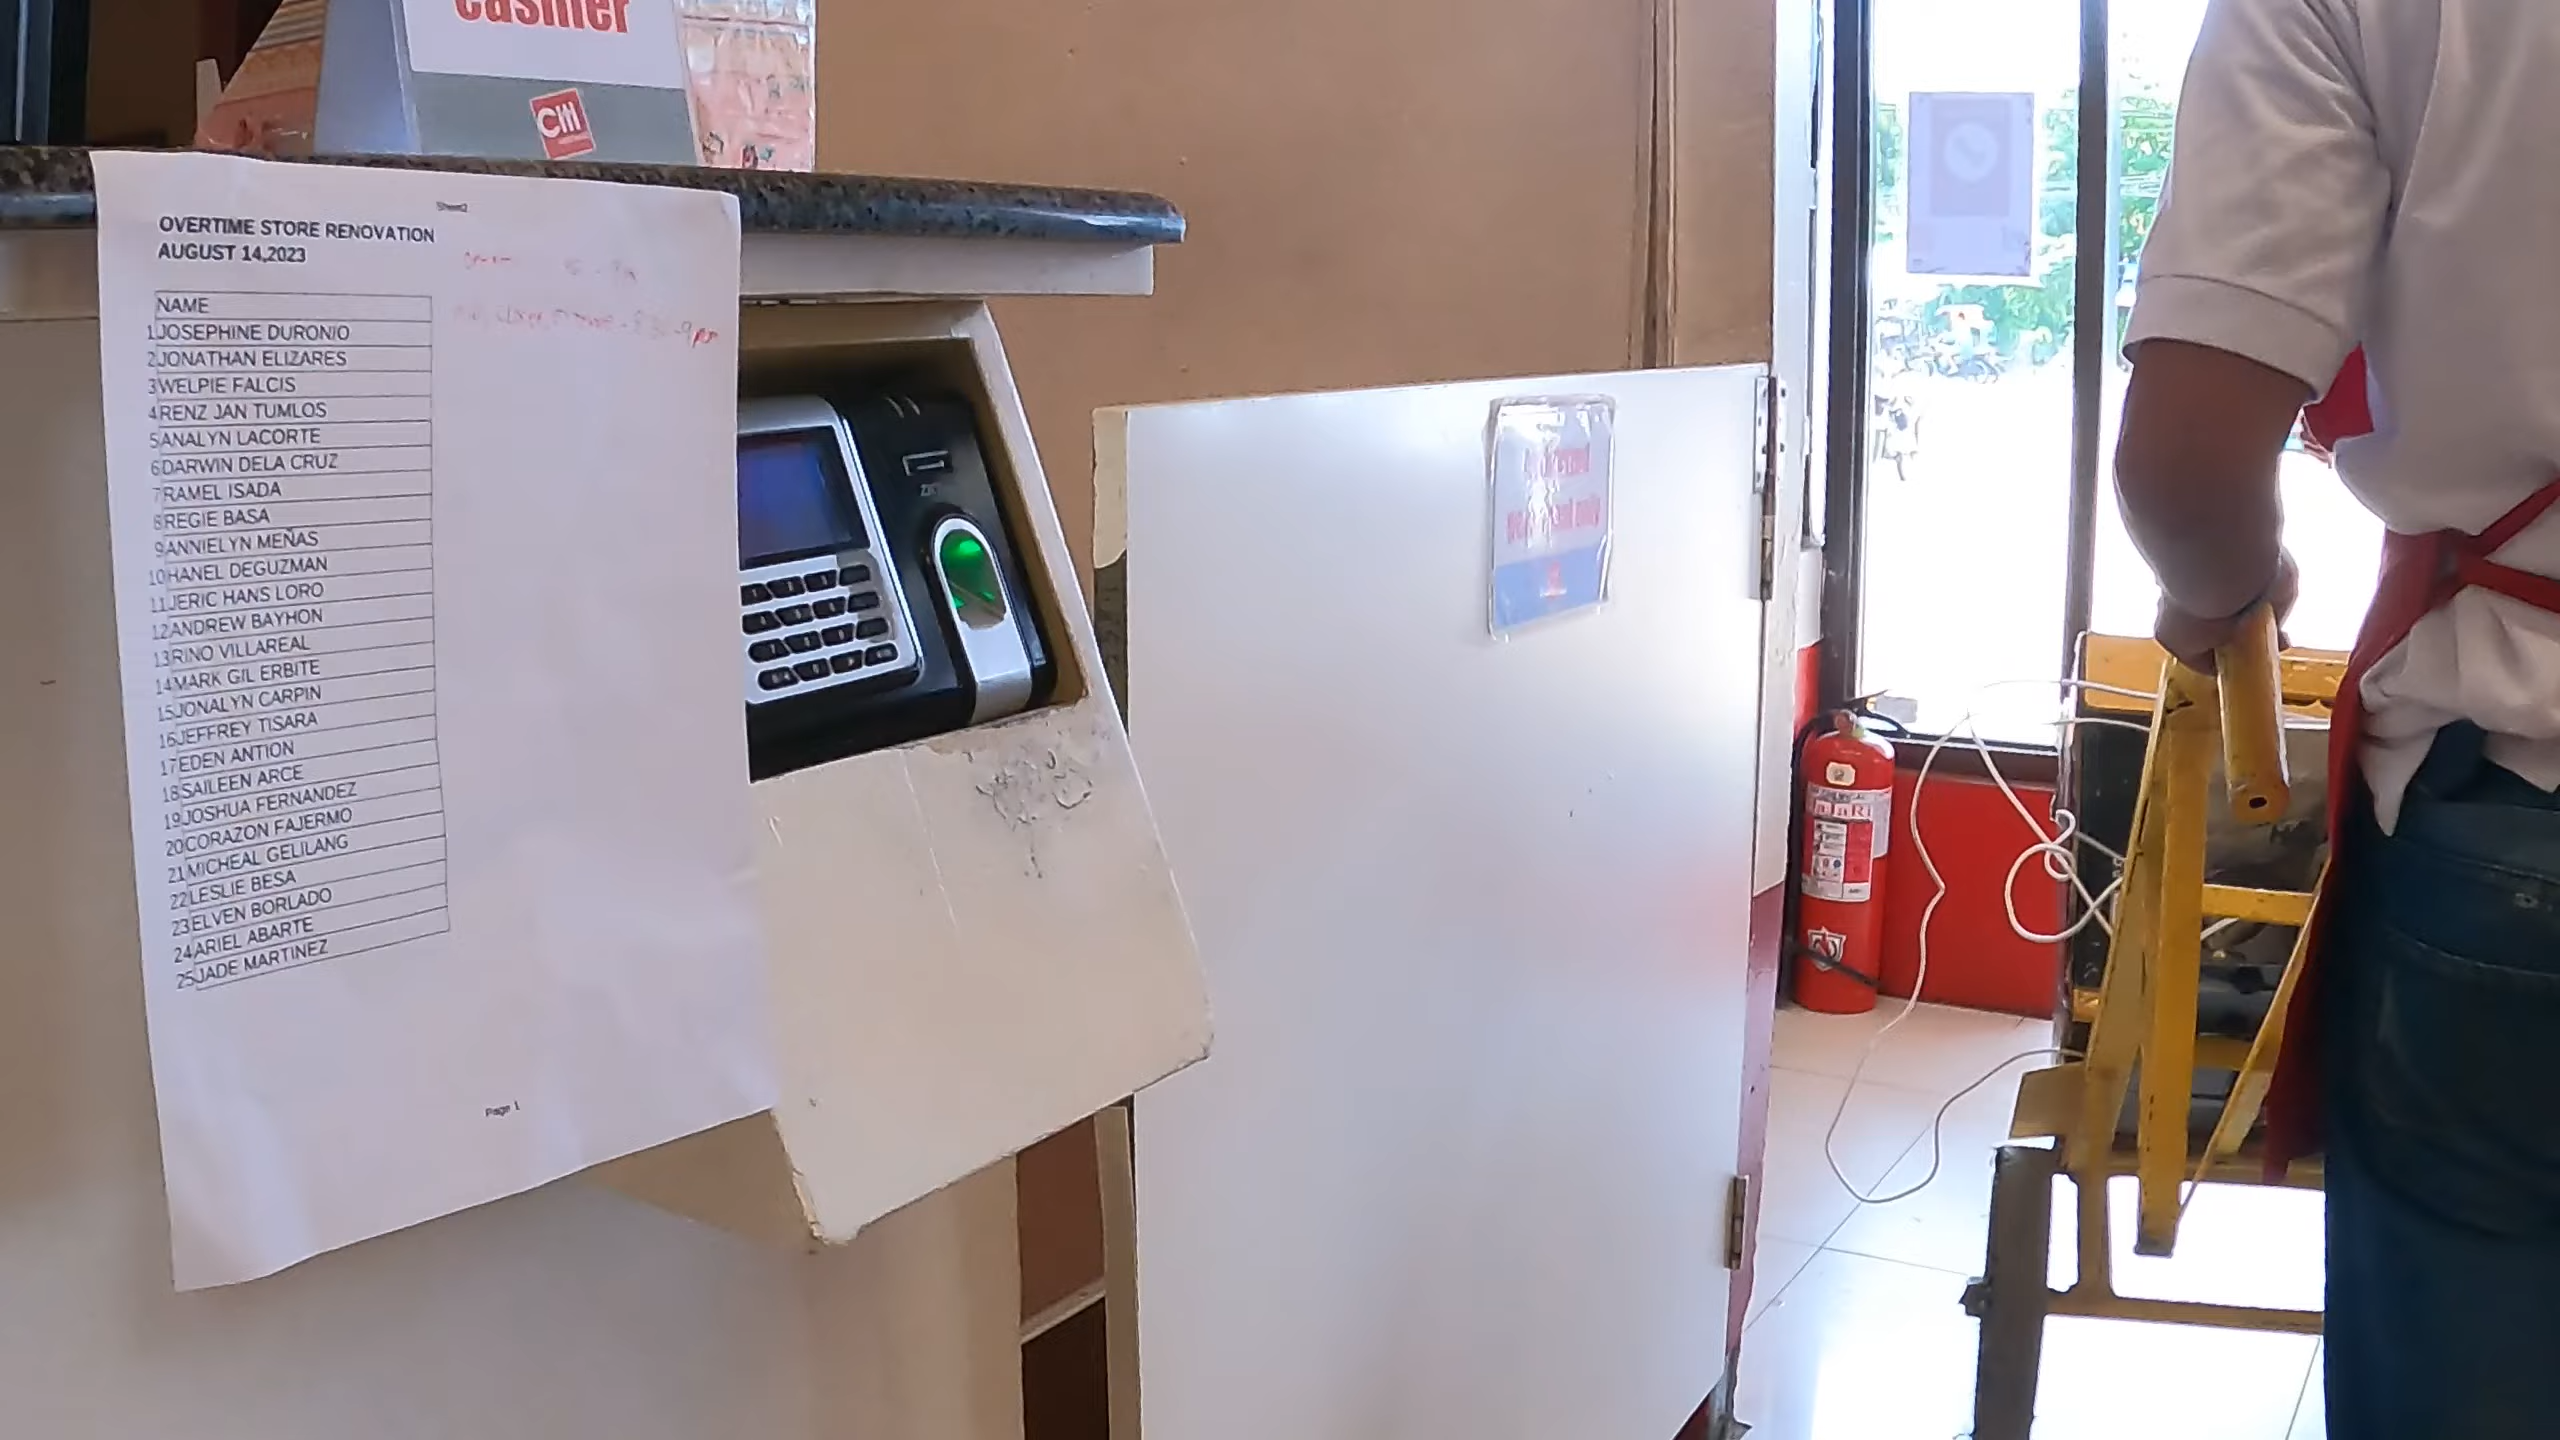 cashier
CM
Sheet2
OVERTIME STORE RENOVATION
AUGUST 14,2023
NAME
1 JOSEPHINE DURONIO
2 JONATHAN ELIZARES
3 WELPIE FALCIS
4 RENZ JAN TUMLOS
5 ANALYN LACORTE
6 DARWIN DELA CRUZ
7 RAMEL ISADA
8 REGIE BASA
9 ANNIELYN MEÑAS
10 HANEL DEGUZMAN
11 JERIC HANS LORO
12 ANDREW BAYHON
13 RINO VILLAREAL
14 MARK GIL ERBITE
15 JONALYN CARPIN
16 JEFFREY TISARA
17 EDEN ANTION
18 SAILEEN ARCE
19 JOSHUA FERNANDEZ
20 CORAZON FAJERMO
21 MICHEAL GELILANG
22 LESLIE BESA
23 ELVEN BORLADO
24 ARIEL ABARTE
25 JADE MARTINEZ
Page 1
only